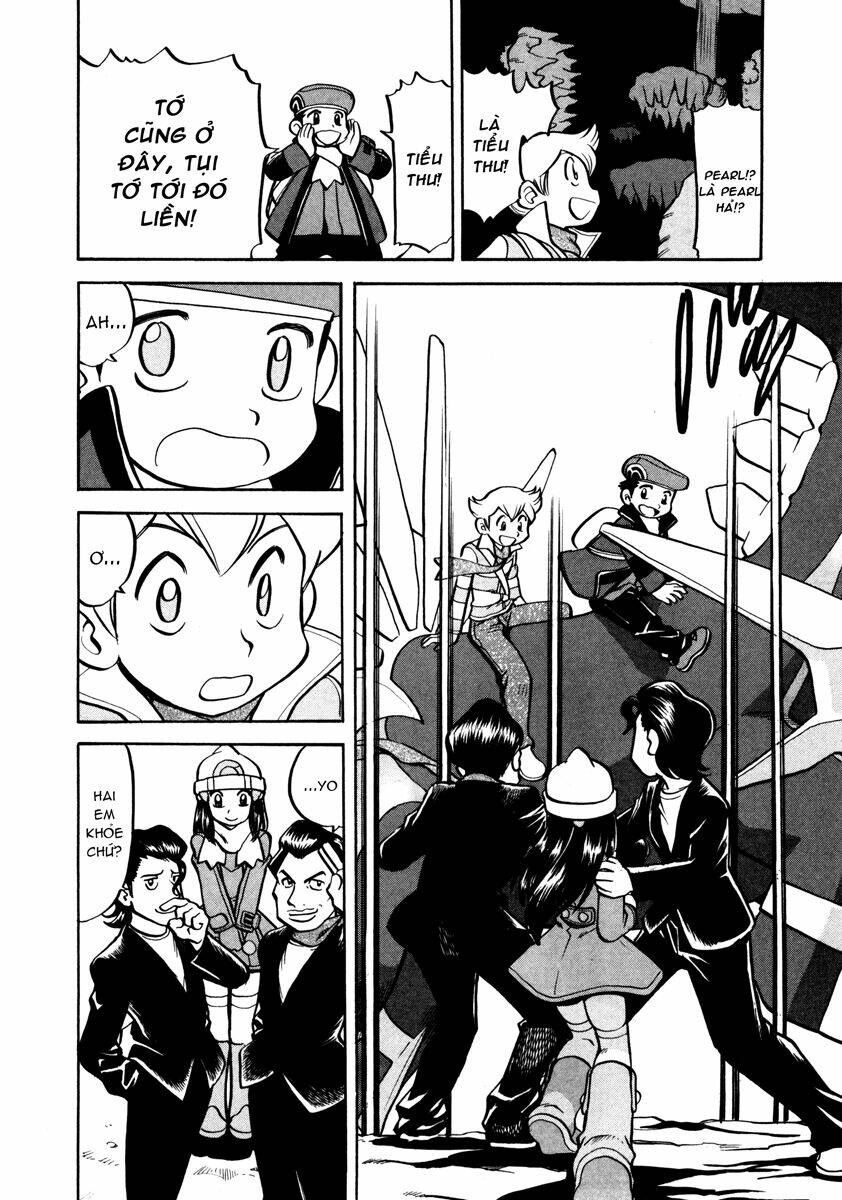 PEARL!?
LÀ PEARL
HẢ!?
LÀ
TIỂU
THƯ!
TIỂU
THƯ!
TỚ
CŨNG Ở
ĐÂY, TỤI
TỚ TỚI ĐÓ
LIỀN!
AH...
Ơ...
...YO
HAI
EM
KHỎE
CHỨ?